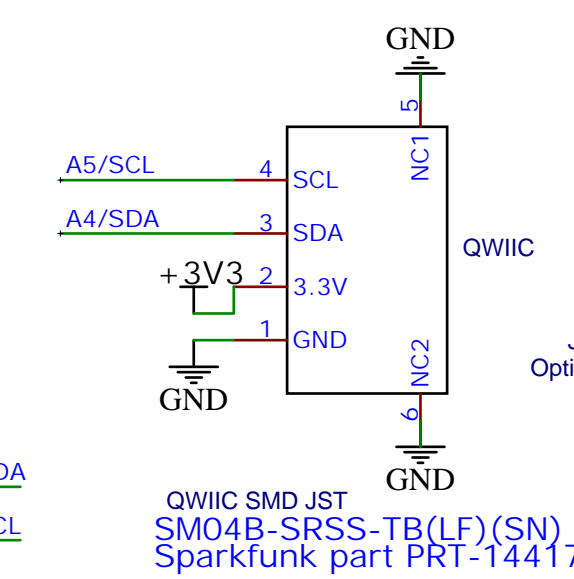 GND
5
NC1
A5/SCL
4
SCL
A4/SDA
3
SDA
QWIIC
+3V3
2
3.3V
1
GND
NC2
Opti
GND
6
GND
DA
QWIIC SMD JST
CL
SM04B-SRSS-TB(LF)(SN)
Sparkfunk part PRT-14417